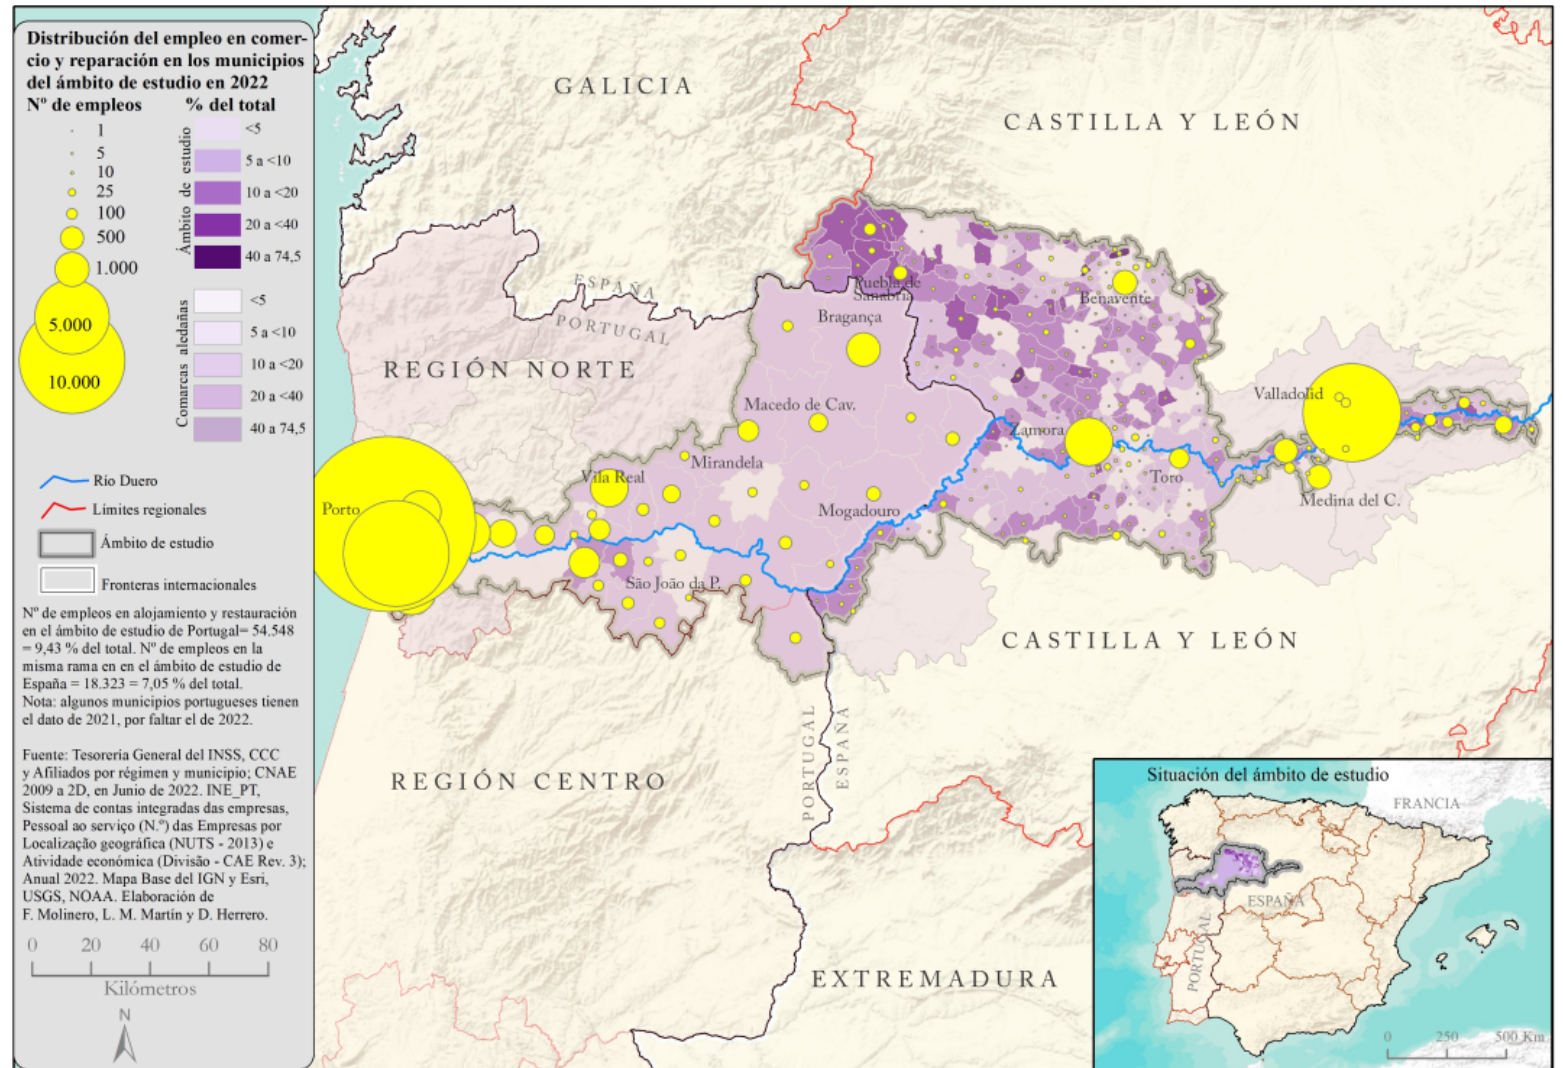 Distribución del empleo en comer-
cio y reparación en los municipios
del ámbito de estudio en 2022
Nº de empleos
% del total
1
5
10
25
100
500
1.000
5.000
10.000
Ámbito de estudio
<5
5 a <10
10 a <20
20 a <40
40 a 74,5
Comarcas aledañas
<5
5 a <10
10 a <20
20 a <40
40 a 74,5
Río Duero
Límites regionales
Ámbito de estudio
Fronteras internacionales
Nº de empleos en alojamiento y restauración
en el ámbito de estudio de Portugal= 54.548
= 9,43 % del total. Nº de empleos en la
misma rama en en el ámbito de estudio de
España = 18.323 = 7,05 % del total.
Nota: algunos municipios portugueses tienen
el dato de 2021, por faltar el de 2022.
Fuente: Tesorería General del INSS, CCC
y Afiliados por régimen y municipio; CNAE
2009 a 2D, en Junio de 2022. INE_PT,
Sistema de contas integradas das empresas,
Pessoal ao serviço (N.º) das Empresas por
Localização geográfica (NUTS - 2013) e
Atividade económica (Divisão - CAE Rev. 3);
Anual 2022. Mapa Base del IGN y Esri,
USGS, NOAA. Elaboración de
F. Molinero, L. M. Martín y D. Herrero.
0 20 40 60 80
Kilómetros
N
GALICIA
CASTILLA Y LEÓN
ESPAÑA
PORTUGAL
REGIÓN NORTE
Puebla de
Sanabria
Benavente
Bragança
Macedo de Cav.
Valladolid
Zamora
Mirandela
Vila Real
Toro
Medina del C.
Porto
Mogadouro
São João da P.
CASTILLA Y LEÓN
PORTUGAL
ESPAÑA
REGIÓN CENTRO
EXTREMADURA
Situación del ámbito de estudio
FRANCIA
ESPAÑA
PORTUGAL
0 250 500 Km